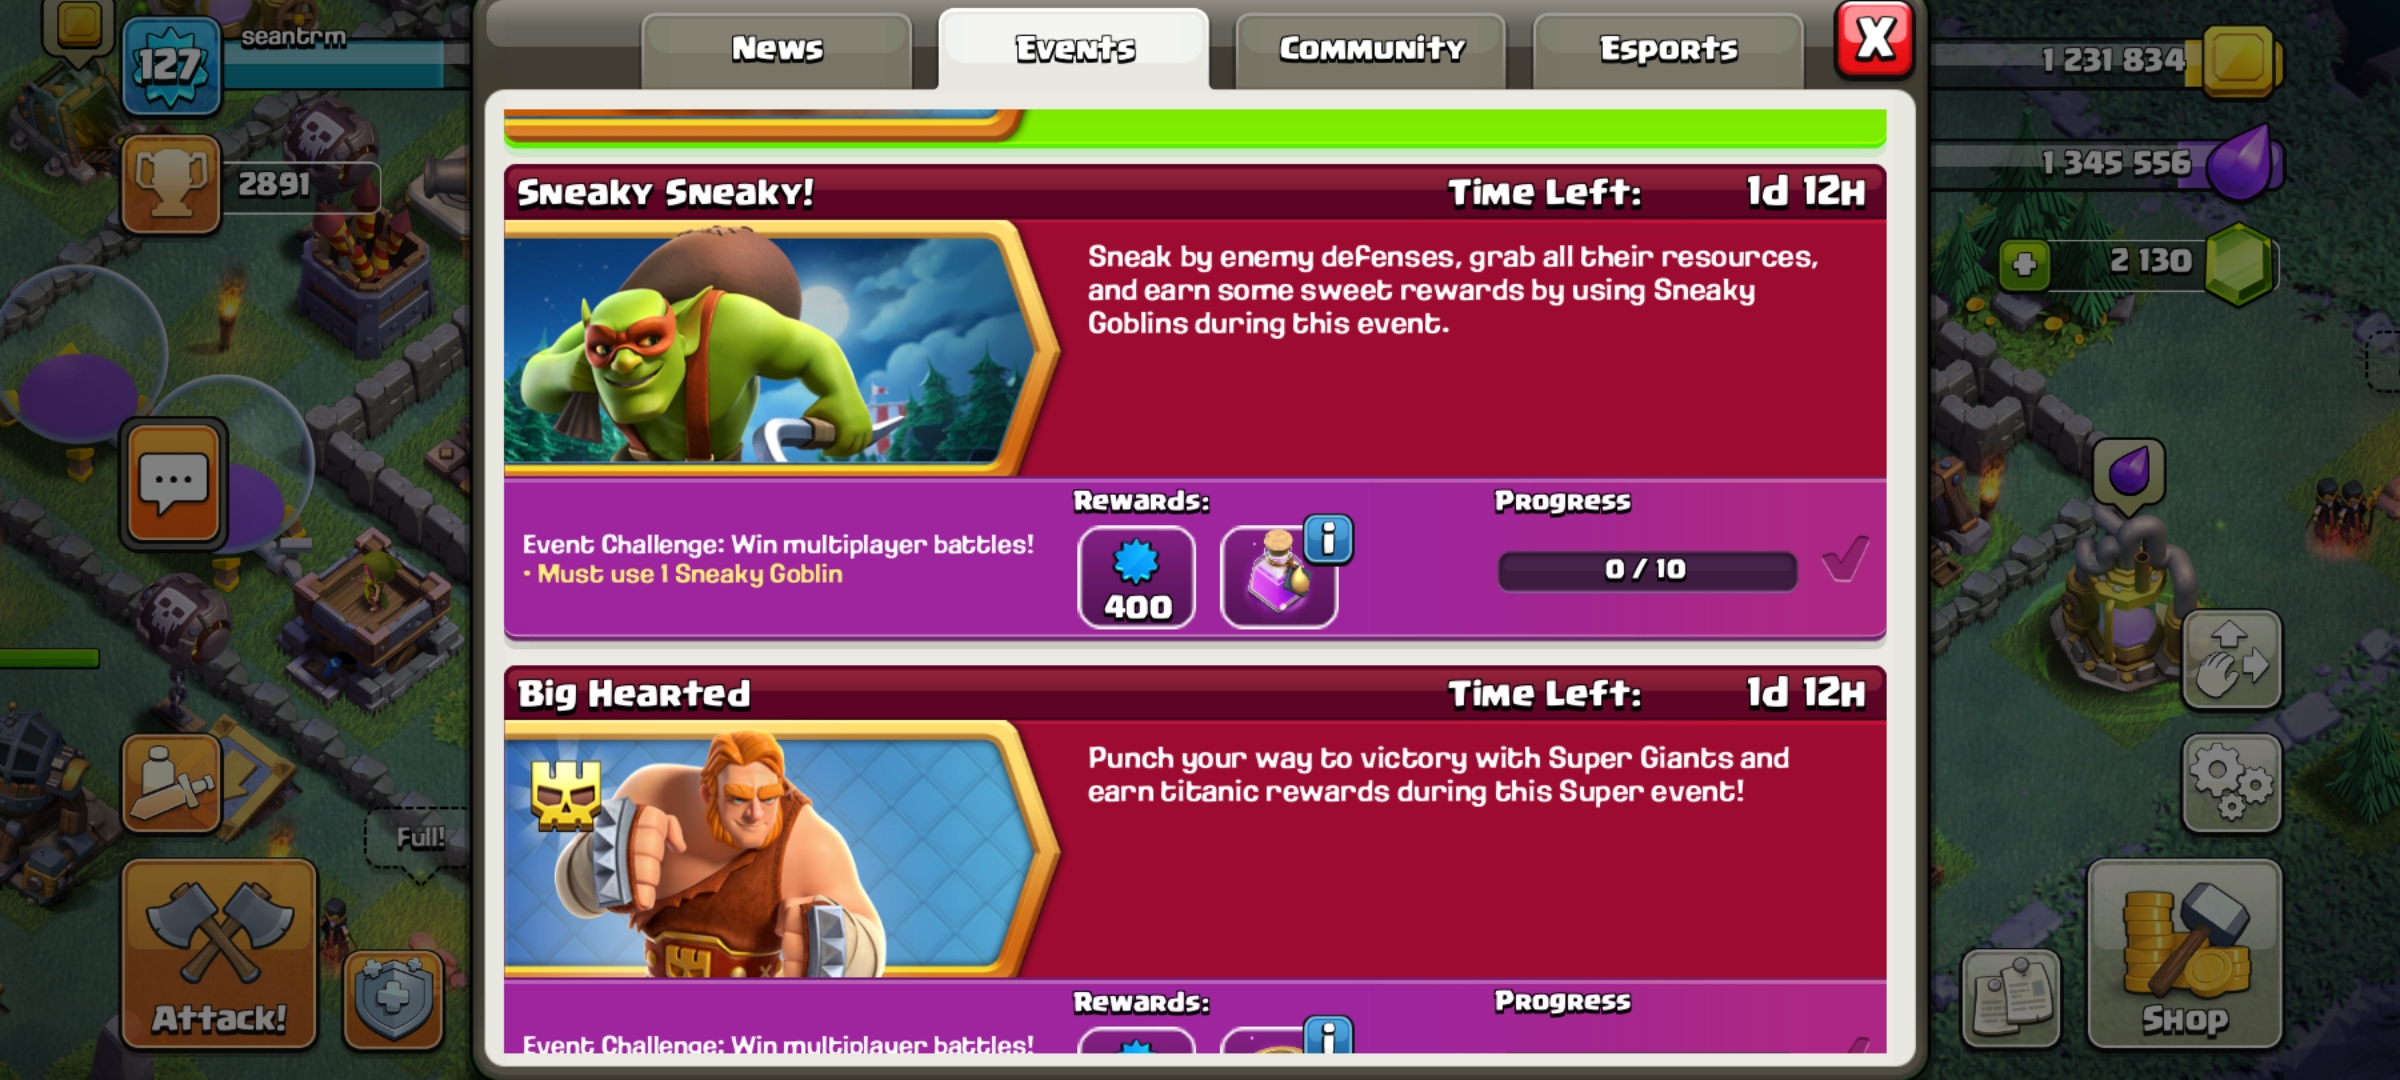 127
seantrm
2891
Full!
Attack!
News
Events
Community
Esports
X
Sneaky Sneaky!
Time Left:
1d 12H
Sneak by enemy defenses, grab all their resources,
and earn some sweet rewards by using Sneaky
Goblins during this event.
Event Challenge: Win multiplayer battles!
• Must use 1 Sneaky Goblin
Rewards:
400
i
Progress
0 / 10
Big Hearted
Time Left:
1d 12H
Punch your way to victory with Super Giants and
earn titanic rewards during this Super event!
Event Challenge: Win multiplayer battles!
Rewards:
i
Progress
1 231 834
1 345 556
2 130
Shop